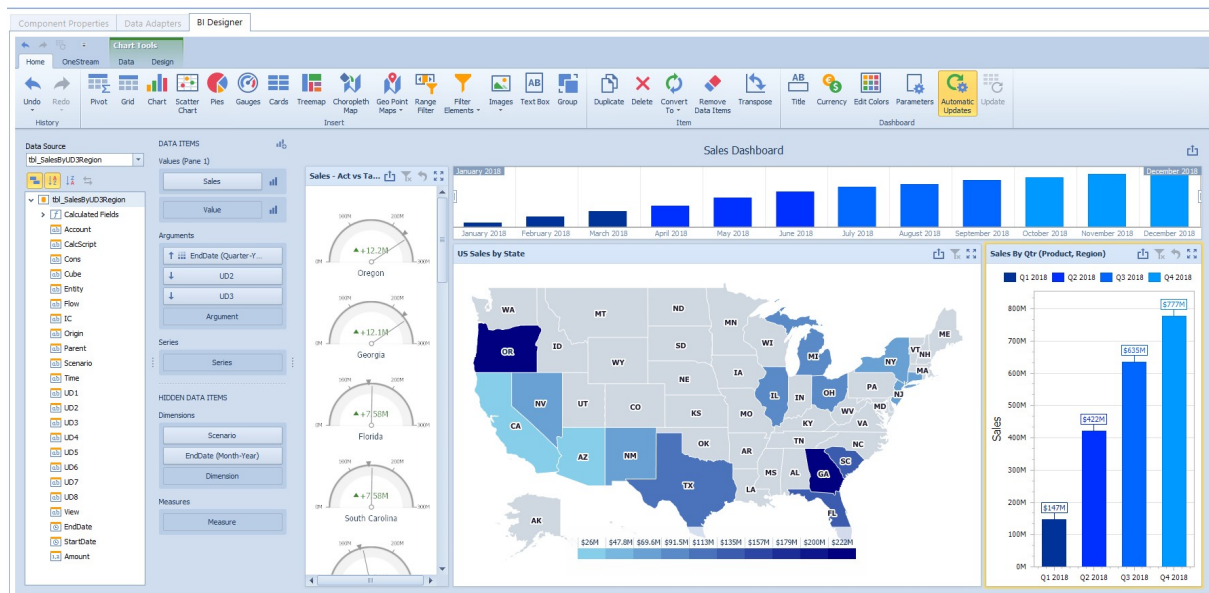 Component Properties Data Adapters BI Designer
Chart Tools
Home OneStream Data Design
Undo Redo Pivot Grid Chart Scatter Chart Pies Gauges Cards Treemap Choropleth Map Geo Point Maps Range Filter Filter Elements Images Text Box Group Duplicate Delete Convert To Remove Data Items Transpose Title Currency Edit Colors Parameters Automatic Updates Update
History Insert Item Dashboard
Data Source
tbl_SalesByUD3Region
tbl_SalesByUD3Region
Calculated Fields
Account
CalcScript
Cons
Cube
Entity
Flow
IC
Origin
Parent
Scenario
Time
UD1
UD2
UD3
UD4
UD5
UD6
UD7
UD8
View
EndDate
StartDate
Amount
DATA ITEMS
Values (Pane 1)
Sales
Value
Arguments
EndDate (Quarter-Y...
UD2
UD3
Argument
Series
Series
HIDDEN DATA ITEMS
Dimensions
Scenario
EndDate (Month-Year)
Dimension
Measures
Measure
Sales - Act vs Ta...
+12.2M
Oregon
+12.1M
Georgia
+7.58M
Florida
+7.58M
South Carolina
Sales Dashboard
January 2018 December 2018
January 2018 February 2018 March 2018 April 2018 May 2018 June 2018 July 2018 August 2018 September 2018 October 2018 November 2018 December 2018
US Sales by State
WA MT ND MN ME
OR ID SD WI MI NY VT NH MA
WY IA PA NJ
NE IL IN OH MD
NV UT CO KS MO WV VA
CA KY
AZ NM OK AR TN NC
SC
TX LA MS AL GA
AK FL
$26M $47.8M $69.6M $91.5M $113M $135M $157M $179M $200M $222M
Sales By Qtr (Product, Region)
Q1 2018 Q2 2018 Q3 2018 Q4 2018
Sales
800M
700M
600M
500M
400M
300M
200M
100M
0M
$147M
$422M
$635M
$777M
Q1 2018 Q2 2018 Q3 2018 Q4 2018